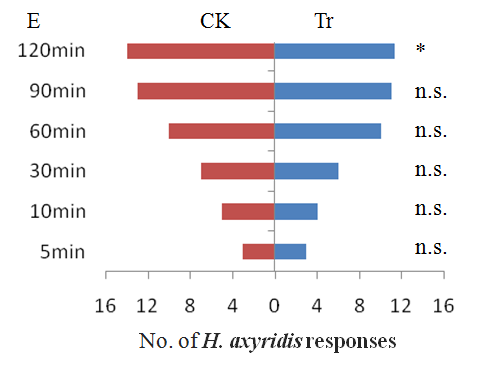 E CK Tr
120min *
90min n.s.
60min n.s.
30min n.s.
10min n.s.
5min n.s.
16 12 8 4 0 4 8 12 16
No. of H. axyridis responses